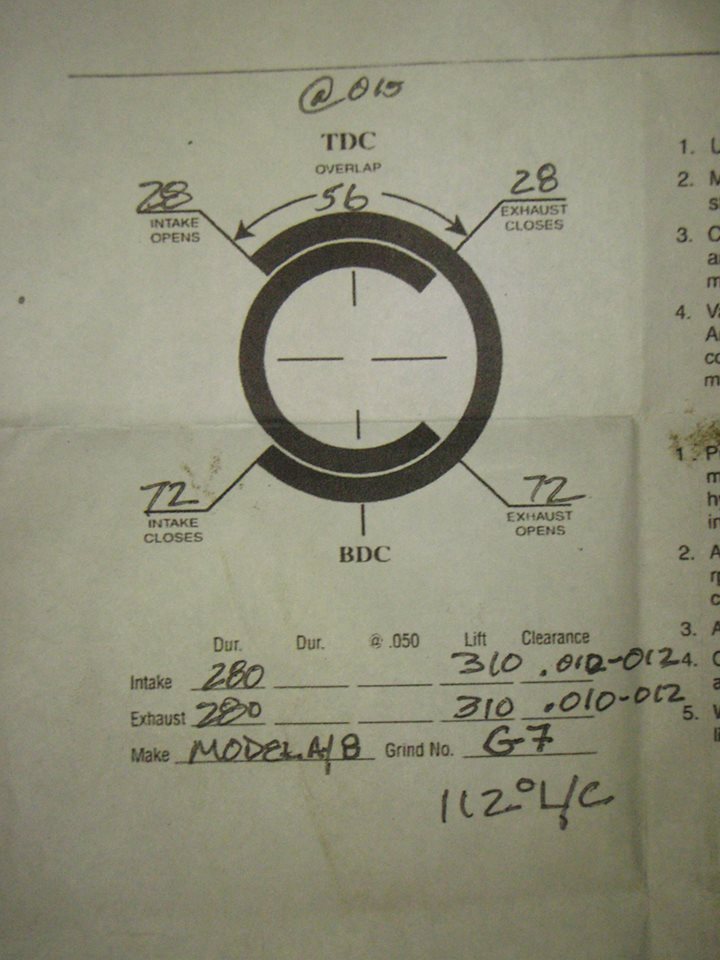 @ 015
TDC
OVERLAP
28
56
28
INTAKE
OPENS
EXHAUST
CLOSES
72
INTAKE
CLOSES
72
EXHAUST
OPENS
BDC
Dur. Dur. @ .050 Lift Clearance
Intake 280 310 .010-012
Exhaust 280 310 .010-012
Make MODEL A/B Grind No. G-7
112° L/C
1.
2.
3.
4.
1.
2.
3.
4.
5.